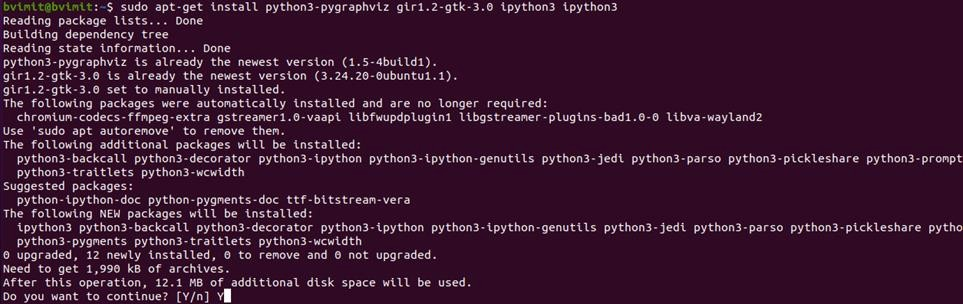 bvimit@bvimit:~$ sudo apt-get install python3-pygraphviz gir1.2-gtk-3.0 ipython3 ipython3
Reading package lists... Done
Building dependency tree
Reading state information... Done
python3-pygraphviz is already the newest version (1.5-4build1).
gir1.2-gtk-3.0 is already the newest version (3.24.20-0ubuntu1.1).
gir1.2-gtk-3.0 set to manually installed.
The following packages were automatically installed and are no longer required:
  chromium-codecs-ffmpeg-extra gstreamer1.0-vaapi libfwupdplugin1 libgstreamer-plugins-bad1.0-0 libva-wayland2
Use 'sudo apt autoremove' to remove them.
The following additional packages will be installed:
  python3-backcall python3-decorator python3-ipython python3-ipython-genutils python3-jedi python3-parso python3-pickleshare python3-prompt
  python3-traitlets python3-wcwidth
Suggested packages:
  python-ipython-doc python-pygments-doc ttf-bitstream-vera
The following NEW packages will be installed:
  ipython3 python3-backcall python3-decorator python3-ipython python3-ipython-genutils python3-jedi python3-parso python3-pickleshare pytho
  python3-pygments python3-traitlets python3-wcwidth
0 upgraded, 12 newly installed, 0 to remove and 0 not upgraded.
Need to get 1,990 kB of archives.
After this operation, 12.1 MB of additional disk space will be used.
Do you want to continue? [Y/n] Y